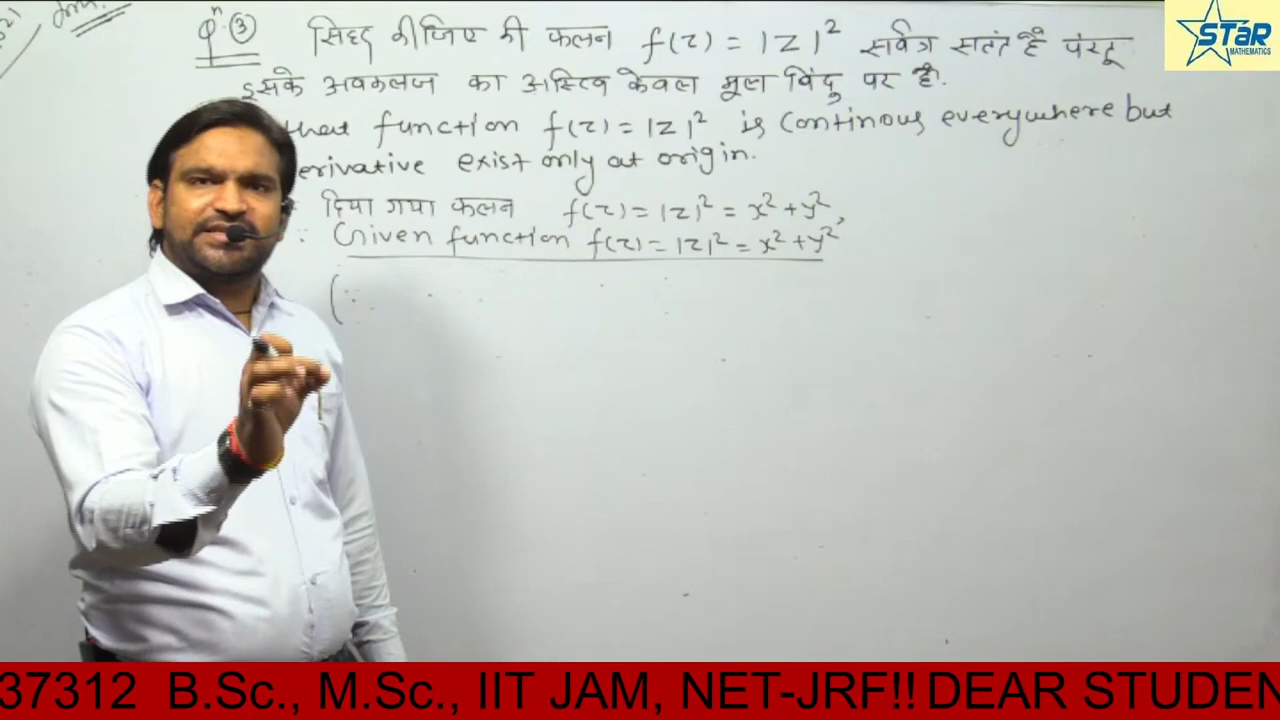 2021
Qⁿ. ③ सिद्ध कीजिए की फलन f(z) = |z|² सर्वत्र सतत है परंतू
इसके अवकलज का अस्तित्व केवल मूल बिंदु पर है.
that function f(z) = |z|² is continous everywhere but
erivative exist only at origin.
दिया गया फलन f(z) = |z|² = x² + y²,
∵ Given function f(z) = |z|² = x² + y²,
(∵
STAR
MATHEMATICS
37312 B.Sc., M.Sc., IIT JAM, NET-JRF!! DEAR STUDEN